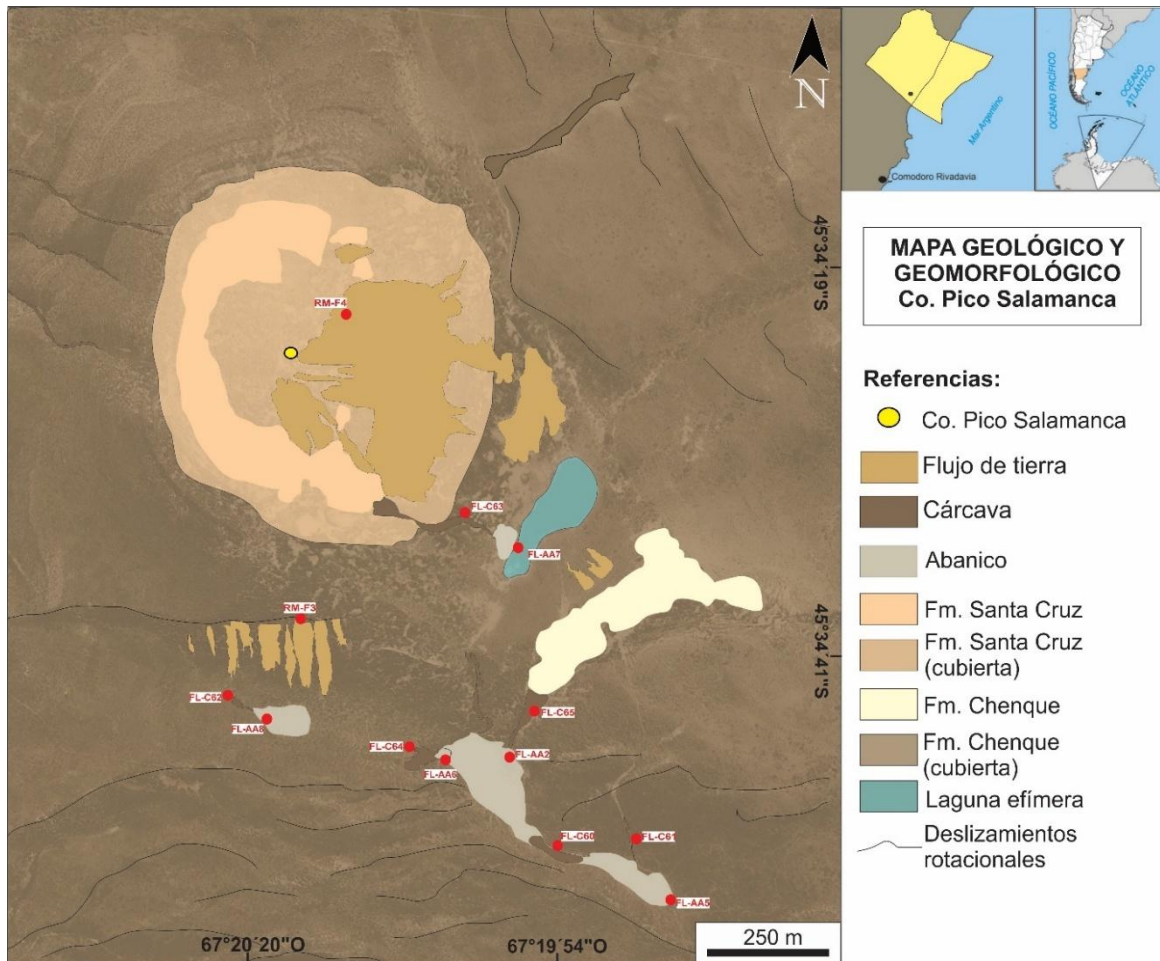 N
RM-F4
FL-C63
FL-AA7
RM-F3
FL-C62
FL-AA8
FL-C65
FL-C64
FL-AA2
FL-AA6
FL-C60
FL-C61
FL-AA5
45°34´19"S
45°34´41"S
67°20´20"O
67°19´54"O
250 m
Mar Argentino
Comodoro Rivadavia
OCÉANO PACÍFICO
OCÉANO
ATLÁNTICO
MAPA GEOLÓGICO Y
GEOMORFOLÓGICO
Co. Pico Salamanca
Referencias:
Co. Pico Salamanca
Flujo de tierra
Cárcava
Abanico
Fm. Santa Cruz
Fm. Santa Cruz
(cubierta)
Fm. Chenque
Fm. Chenque
(cubierta)
Laguna efímera
Deslizamientos
rotacionales